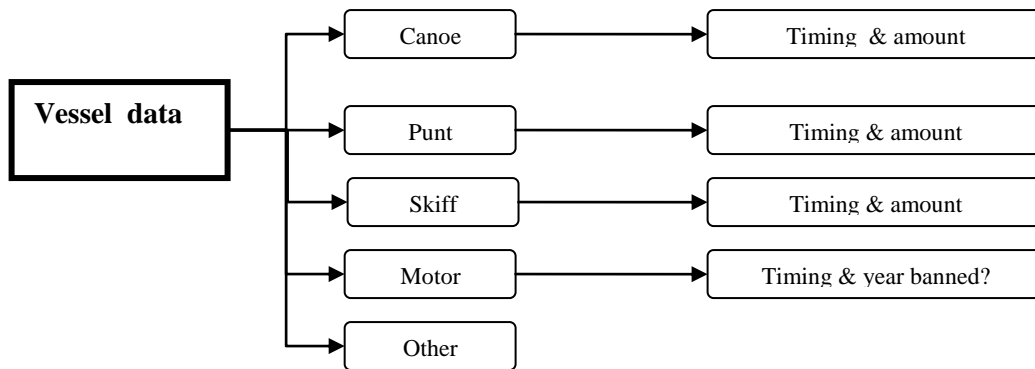 Canoe
Timing & amount
Vessel data
Punt
Timing & amount
Skiff
Timing & amount
Motor
Timing & year banned?
Other